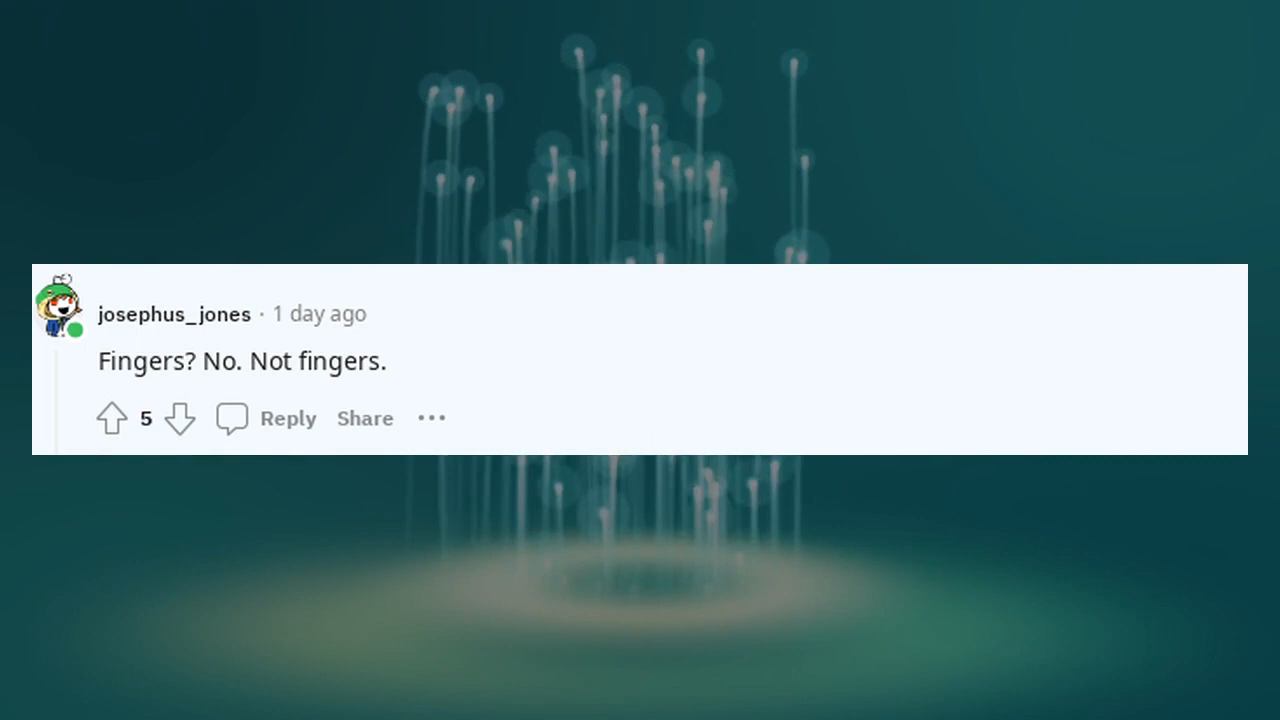 josephus_jones · 1 day ago
Fingers? No. Not fingers.
5 Reply Share ···